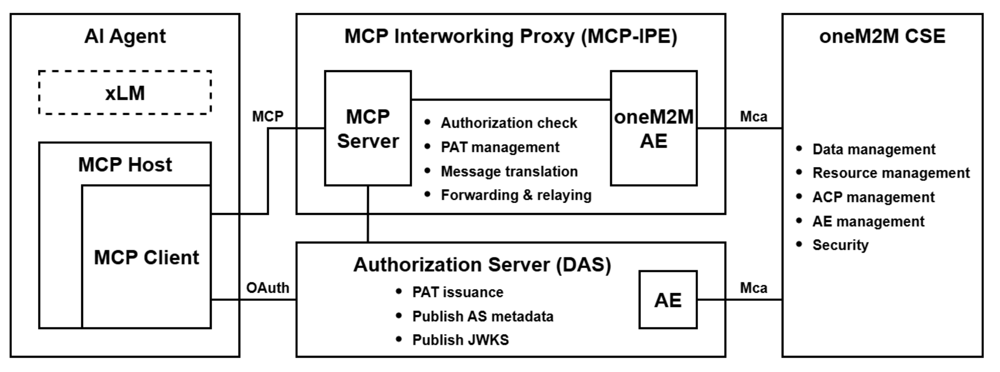 AI Agent
xLM
MCP Host
MCP Client
MCP
OAuth
MCP Interworking Proxy (MCP-IPE)
MCP
Server
• Authorization check
• PAT management
• Message translation
• Forwarding & relaying
oneM2M
AE
Authorization Server (DAS)
• PAT issuance
• Publish AS metadata
• Publish JWKS
AE
Mca
Mca
oneM2M CSE
• Data management
• Resource management
• ACP management
• AE management
• Security